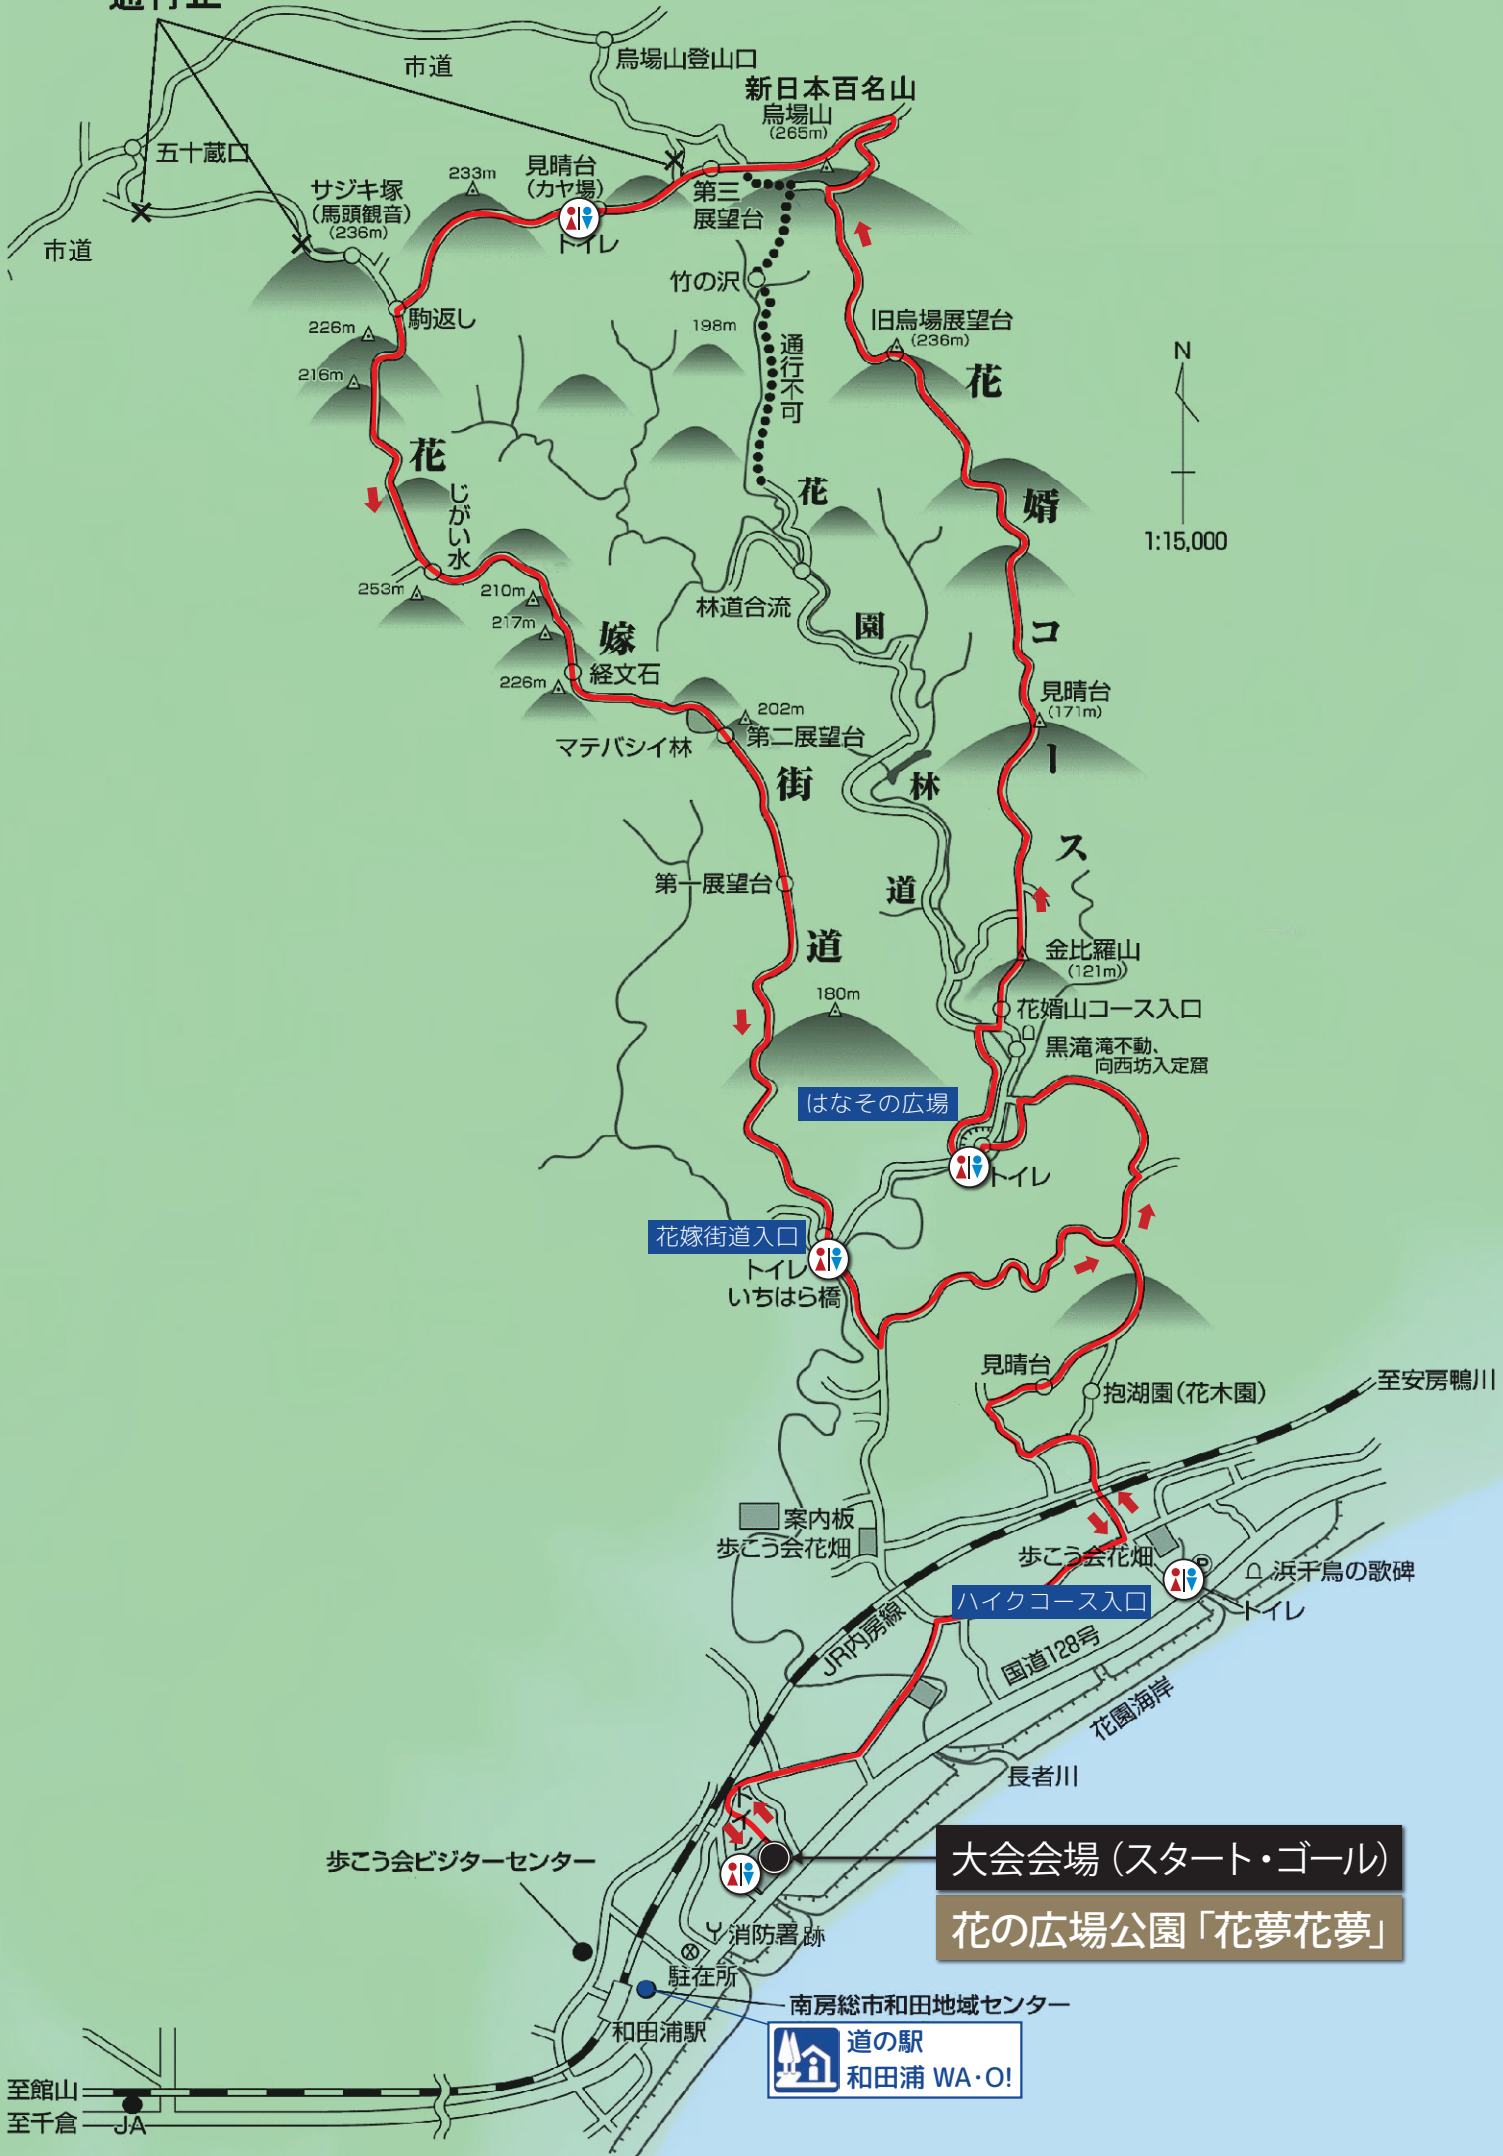 通行止
市道
烏場山登山口
新日本百名山
烏場山
(265m)
五十蔵口
サジキ塚
(馬頭観音)
(236m)
233m
見晴台
(カヤ場)
トイレ
第三
展望台
市道
竹の沢
駒返し
226m
198m
通行不可
旧烏場展望台
(236m)
216m
花
花
N
じがい水
花
婿
1:15,000
253m
210m
217m
林道合流
嫁
園
コ
経文石
226m
見晴台
(171m)
202m
マテバシイ林
第二展望台
ー
街
林
ス
第一展望台
道
道
金比羅山
(121m)
180m
花婿山コース入口
黒滝 滝不動、
向西坊入定窟
はなその広場
トイレ
花嫁街道入口
トイレ
いちはら橋
見晴台
抱湖園(花木園)
至安房鴨川
案内板
歩こう会花畑
歩こう会花畑
P
浜千鳥の歌碑
トイレ
ハイクコース入口
JR内房線
国道128号
花園海岸
長者川
トイレ
大会会場(スタート・ゴール)
花の広場公園「花夢花夢」
歩こう会ビジターセンター
消防署跡
駐在所
南房総市和田地域センター
和田浦駅
道の駅
和田浦 WA・O!
至館山
至千倉
JA